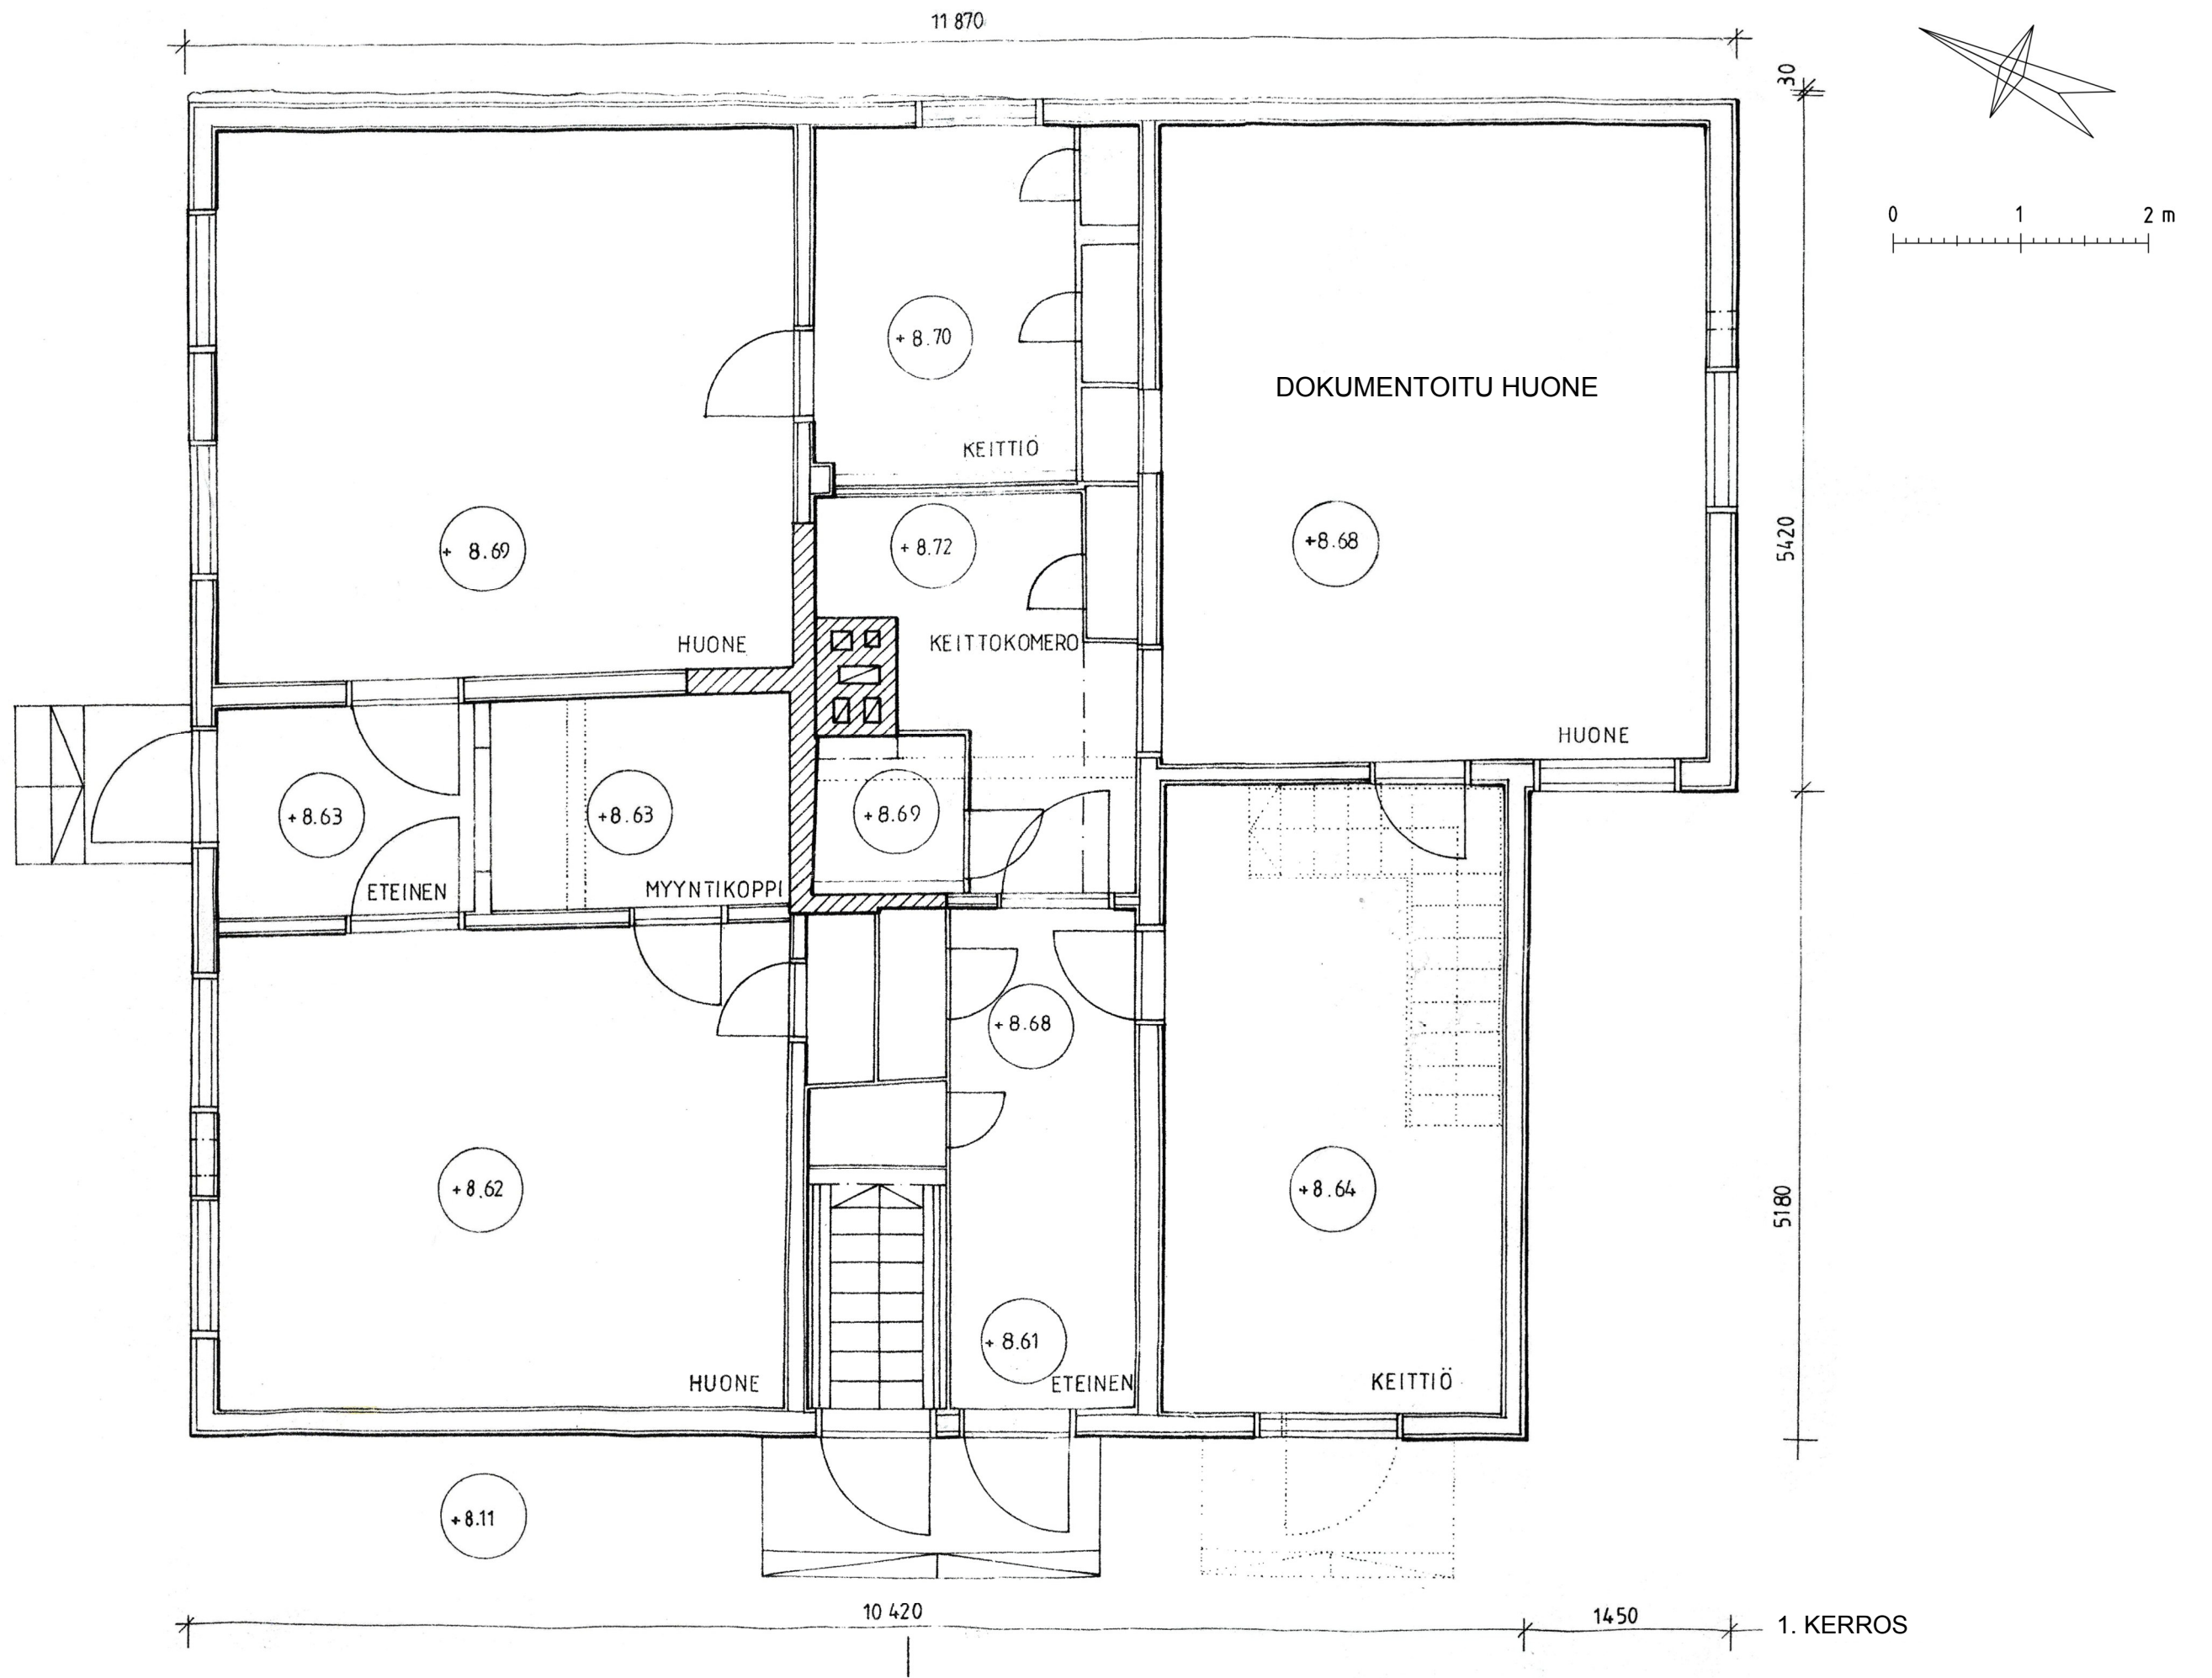 11 870
30
0 1 2 m
+ 8.70
DOKUMENTOITU HUONE
KEITTIÖ
+ 8.69
+ 8.72
+8.68
5420
HUONE
KEITTOKOMERO
HUONE
+ 8.63
+ 8.63
+ 8.69
ETEINEN
MYYNTIKOPPI
+ 8.68
+ 8.62
+ 8.64
5180
+ 8.61
HUONE
ETEINEN
KEITTIÖ
+ 8.11
10 420
1450
1. KERROS